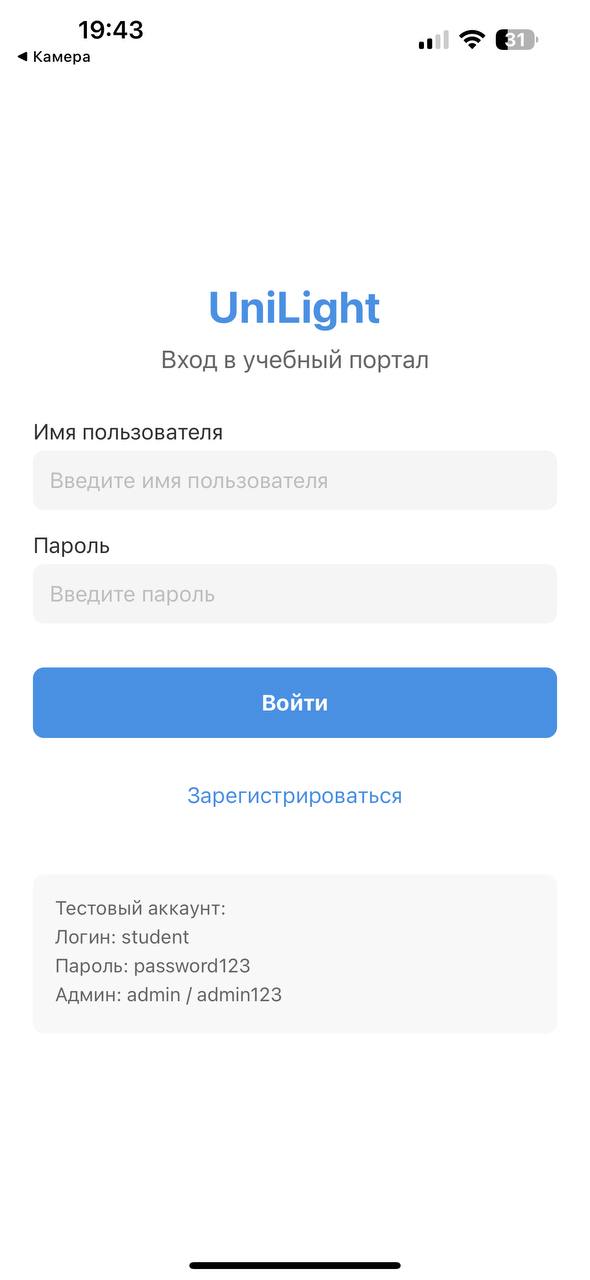 19:43
31
◀ Камера
UniLight
Вход в учебный портал
Имя пользователя
Введите имя пользователя
Пароль
Введите пароль
Войти
Зарегистрироваться
Тестовый аккаунт:
Логин: student
Пароль: password123
Админ: admin / admin123